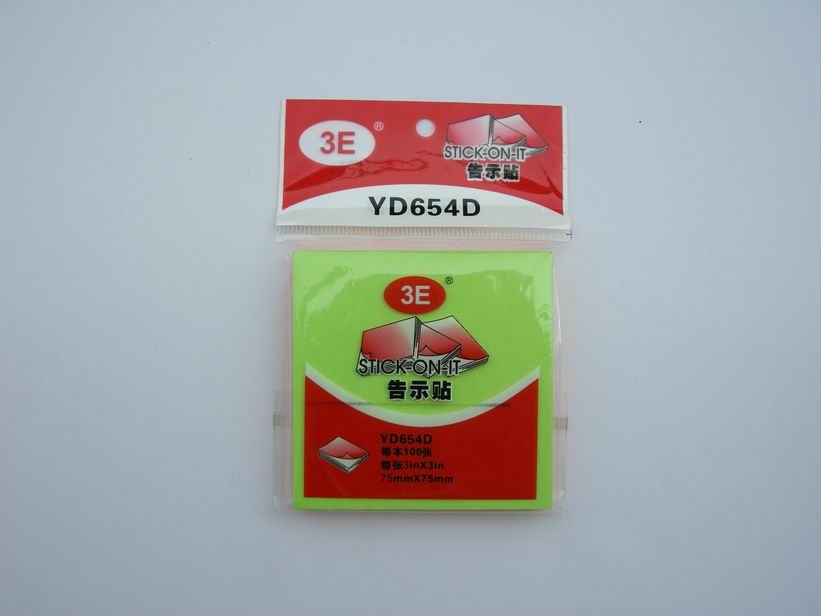 3E ®
STICK-ON-IT
告示贴
YD654D
3E ®
STICK-ON-IT
告示贴
YD654D
每本100张
每张3inX3in
75mmX75mm